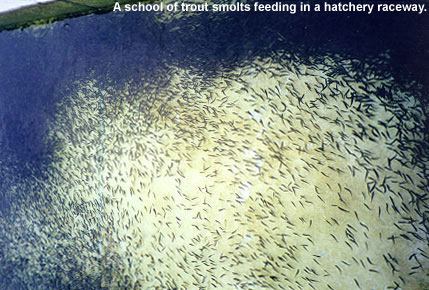 A school of trout smolts feeding in a hatchery raceway.